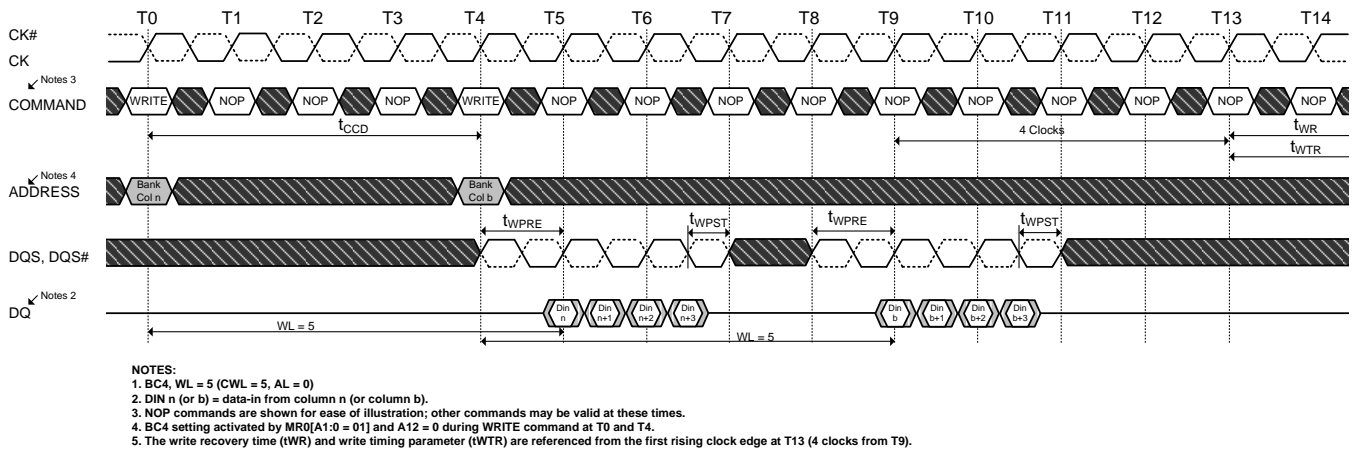 T0 T1 T2 T3 T4 T5 T6 T7 T8 T9 T10 T11 T12 T13 T14
CK#
CK
Notes 3
COMMAND
WRITE NOP NOP NOP WRITE NOP NOP NOP NOP NOP NOP NOP NOP NOP NOP
tCCD
4 Clocks
tWR
tWTR
Notes 4
ADDRESS
Bank
Col n
Bank
Col b
tWPRE
tWPST
tWPRE
tWPST
DQS, DQS#
Notes 2
DQ
Din
n
Din
n+1
Din
n+2
Din
n+3
Din
b
Din
b+1
Din
b+2
Din
b+3
WL = 5
WL = 5
NOTES:
1. BC4, WL = 5 (CWL = 5, AL = 0)
2. DIN n (or b) = data-in from column n (or column b).
3. NOP commands are shown for ease of illustration; other commands may be valid at these times.
4. BC4 setting activated by MR0[A1:0 = 01] and A12 = 0 during WRITE command at T0 and T4.
5. The write recovery time (tWR) and write timing parameter (tWTR) are referenced from the first rising clock edge at T13 (4 clocks from T9).